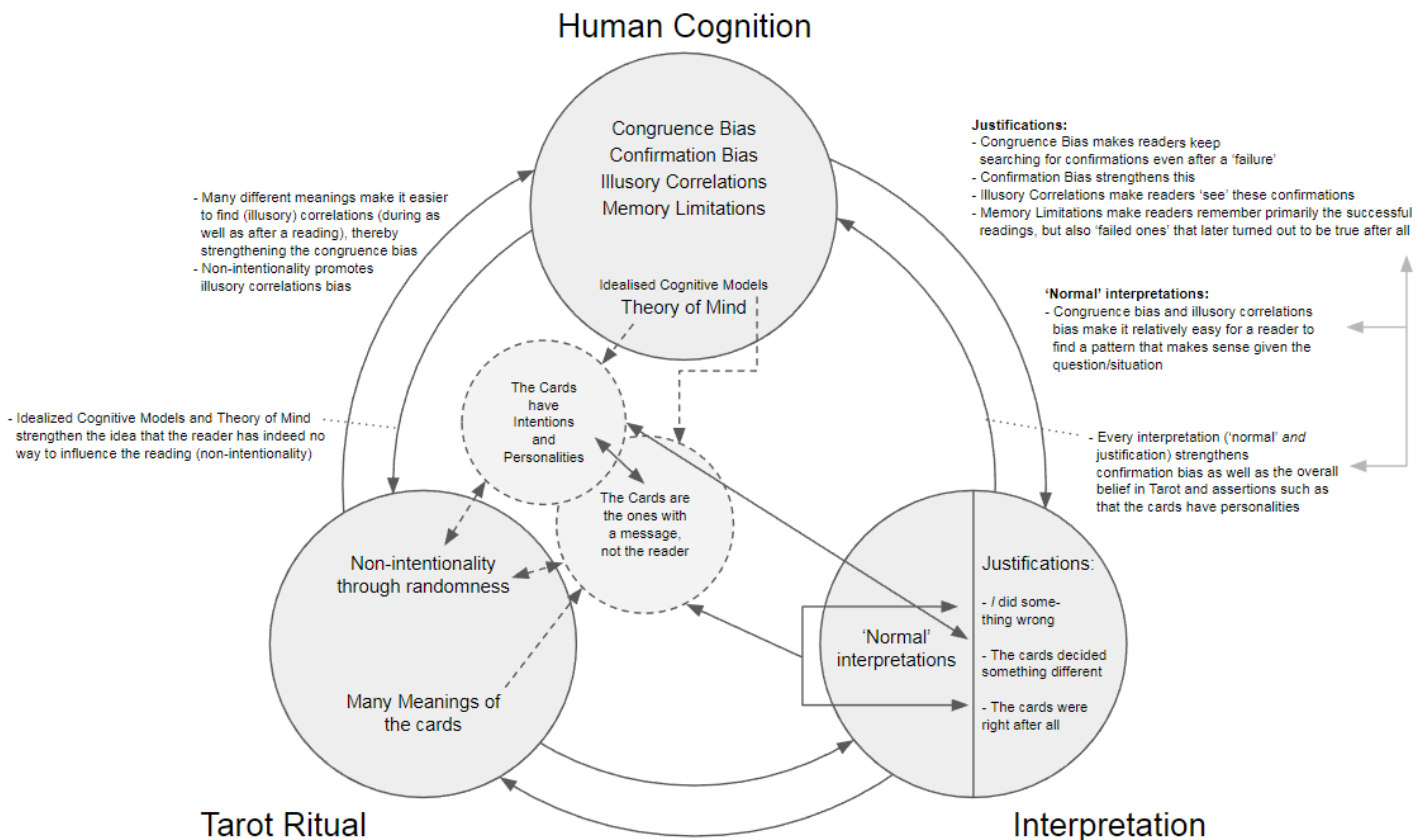 Human Cognition
Congruence Bias
Confirmation Bias
Illusory Correlations
Memory Limitations
Idealised Cognitive Models
Theory of Mind
Justifications:
- Congruence Bias makes readers keep
searching for confirmations even after a ‘failure’
- Confirmation Bias strengthens this
- Illusory Correlations make readers ‘see’ these confirmations
- Memory Limitations make readers remember primarily the successful
readings, but also ‘failed ones’ that later turned out to be true after all
- Many different meanings make it easier
to find (illusory) correlations (during as
well as after a reading), thereby
strengthening the congruence bias
- Non-intentionality promotes
illusory correlations bias
‘Normal’ interpretations:
- Congruence bias and illusory correlations
bias make it relatively easy for a reader to
find a pattern that makes sense given the
question/situation
- Idealized Cognitive Models and Theory of Mind
strengthen the idea that the reader has indeed no
way to influence the reading (non-intentionality)
The Cards
have
Intentions
and
Personalities
The Cards are
the ones with
a message,
not the reader
- Every interpretation (‘normal’ and
justification) strengthens
confirmation bias as well as the overall
belief in Tarot and assertions such as
that the cards have personalities
Non-intentionality
through randomness
Many Meanings of
the cards
‘Normal’
interpretations
Justifications:
- I did some-
thing wrong
- The cards decided
something different
- The cards were
right after all
Tarot Ritual
Interpretation